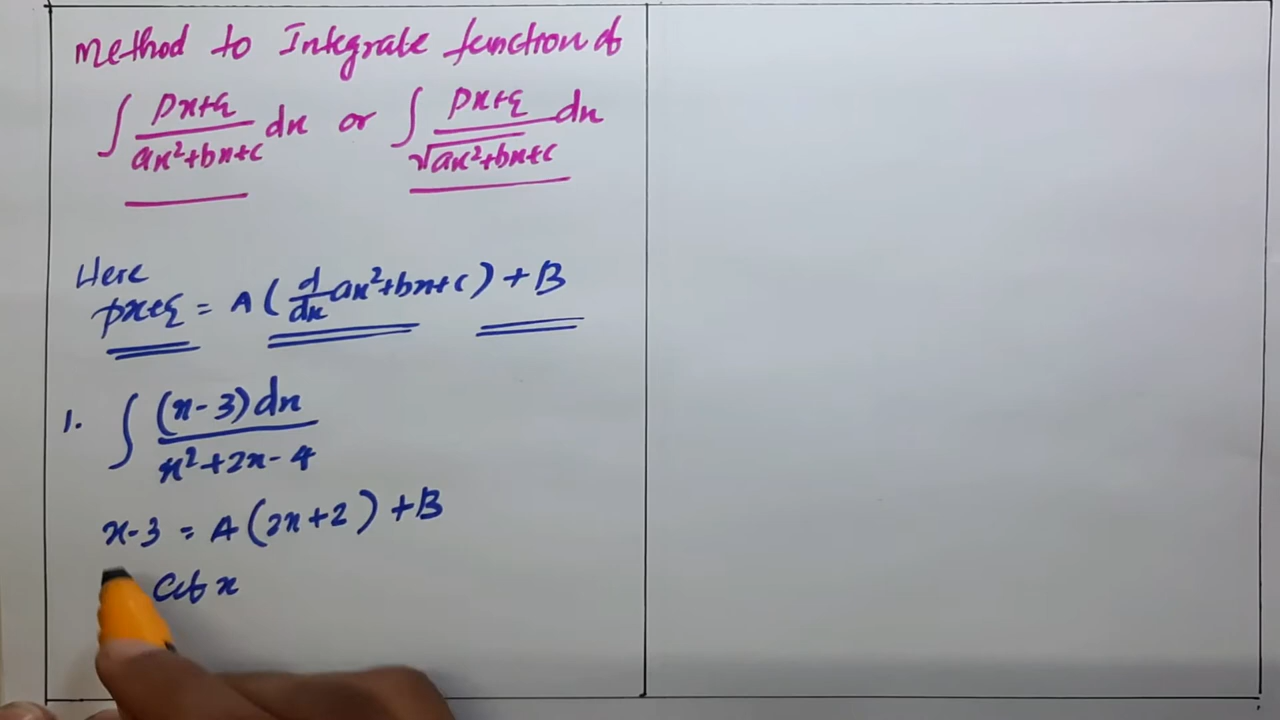 Method to Integrate function of
∫ px+q / ax²+bx+c dx or ∫ px+q / √ax²+bx+c dx
Here
px+q = A ( d/dx ax²+bx+c ) + B
1. ∫ (x-3) dx / x²+2x-4
x-3 = A (2x+2) + B
x